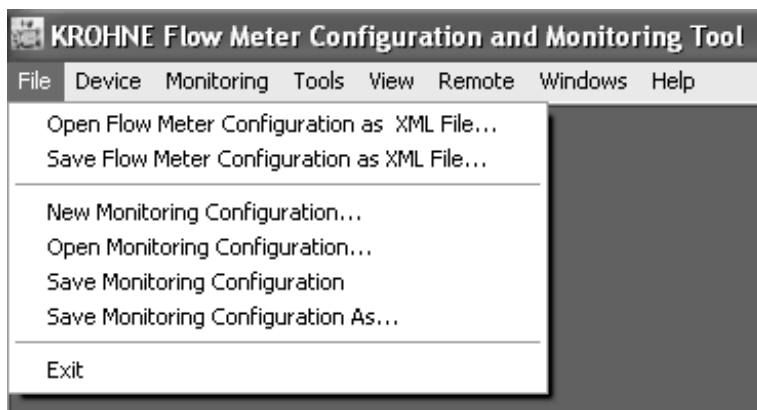 KROHNE Flow Meter Configuration and Monitoring Tool
File Device Monitoring Tools View Remote Windows Help
Open Flow Meter Configuration as XML File...
Save Flow Meter Configuration as XML File...
New Monitoring Configuration...
Open Monitoring Configuration...
Save Monitoring Configuration
Save Monitoring Configuration As...
Exit